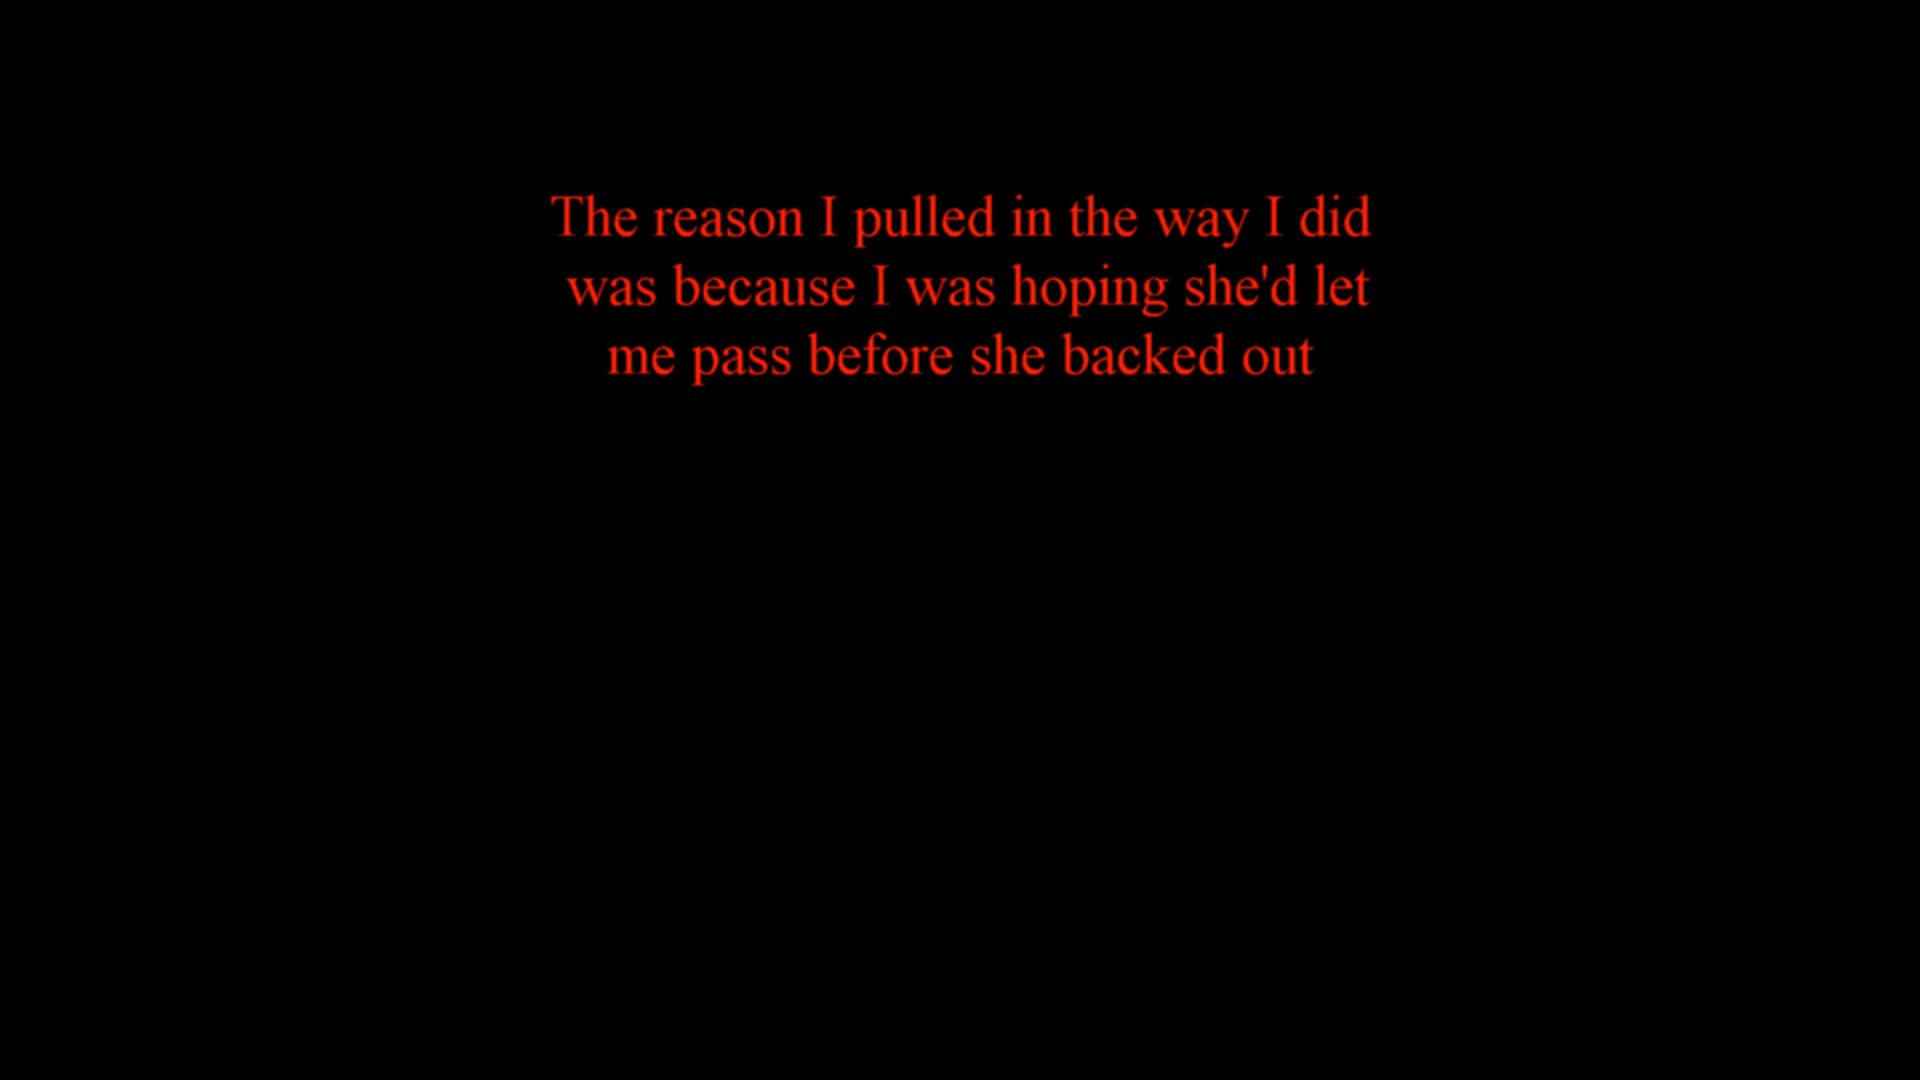 The reason I pulled in the way I did
was because I was hoping she'd let
me pass before she backed out